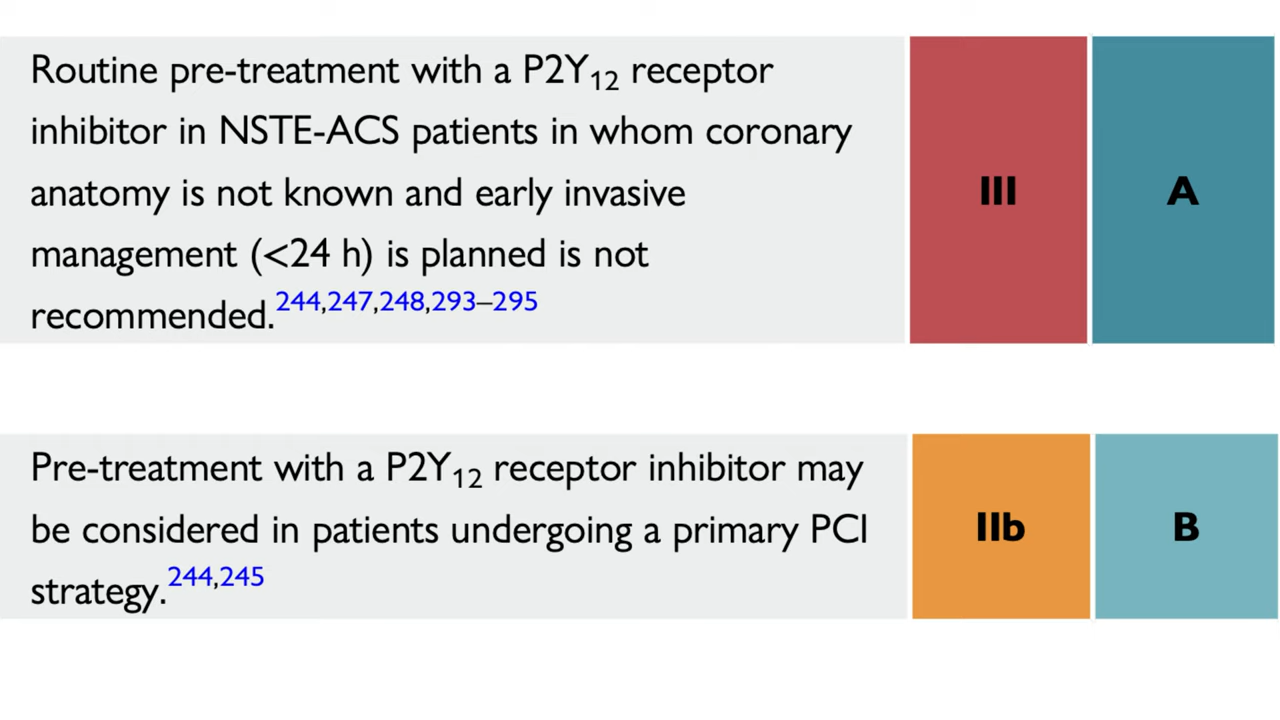 Routine pre-treatment with a P2Y₁₂ receptor
inhibitor in NSTE-ACS patients in whom coronary
anatomy is not known and early invasive
management (<24 h) is planned is not
recommended.²⁴⁴,²⁴⁷,²⁴⁸,²⁹³–²⁹⁵
III
A
Pre-treatment with a P2Y₁₂ receptor inhibitor may
be considered in patients undergoing a primary PCI
strategy.²⁴⁴,²⁴⁵
IIb
B